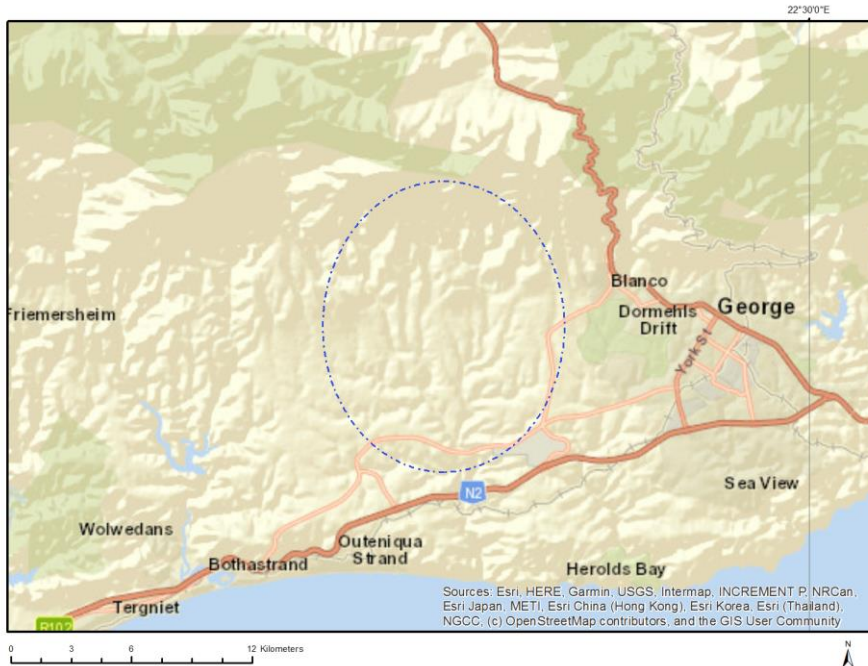 22°30'0"E
Blanco
Friemersheim
George
Dormehls
Drift
York St
Sea View
N2
Wolwedans
Outeniqua
Strand
Bothastrand
Herolds Bay
Tergniet
R102
Sources: Esri, HERE, Garmin, USGS, Intermap, INCREMENT P, NRCan,
Esri Japan, METI, Esri China (Hong Kong), Esri Korea, Esri (Thailand),
NGCC, (c) OpenStreetMap contributors, and the GIS User Community
0 3 6 12 Kilometers
N